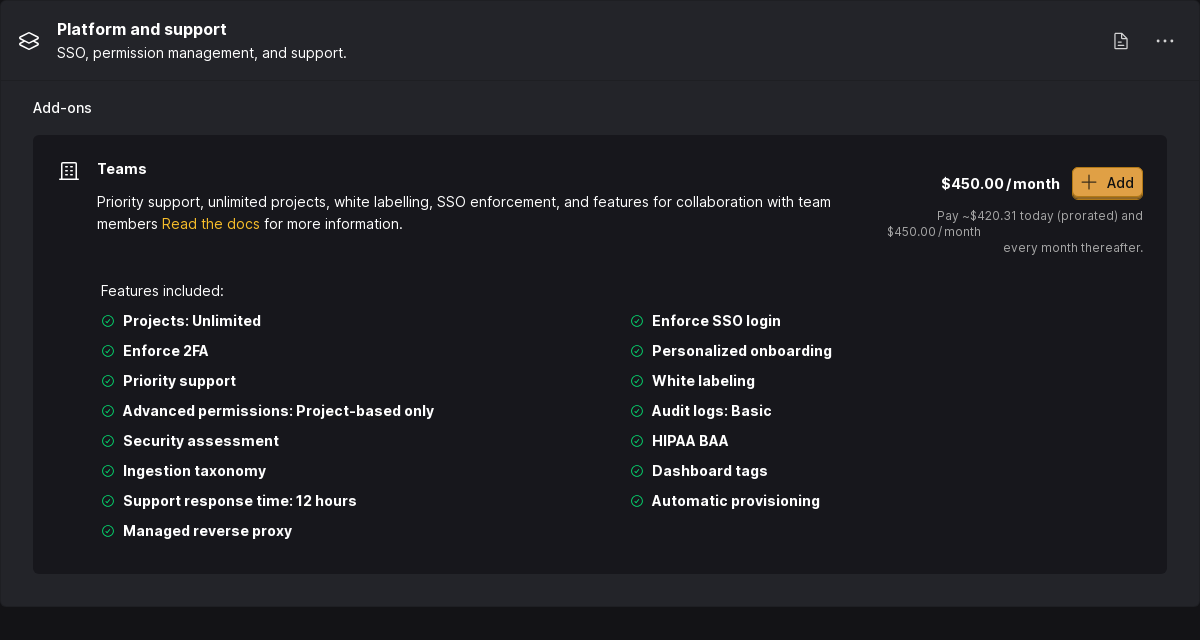 Platform and support
SSO, permission management, and support.
Add-ons
Teams
Priority support, unlimited projects, white labelling, SSO enforcement, and features for collaboration with team
members Read the docs for more information.
$450.00/month
Add
Pay ~$420.31 today (prorated) and
$450.00/month
every month thereafter.
Features included:
Projects: Unlimited
Enforce 2FA
Priority support
Advanced permissions: Project-based only
Security assessment
Ingestion taxonomy
Support response time: 12 hours
Managed reverse proxy
Enforce SSO login
Personalized onboarding
White labeling
Audit logs: Basic
HIPAA BAA
Dashboard tags
Automatic provisioning